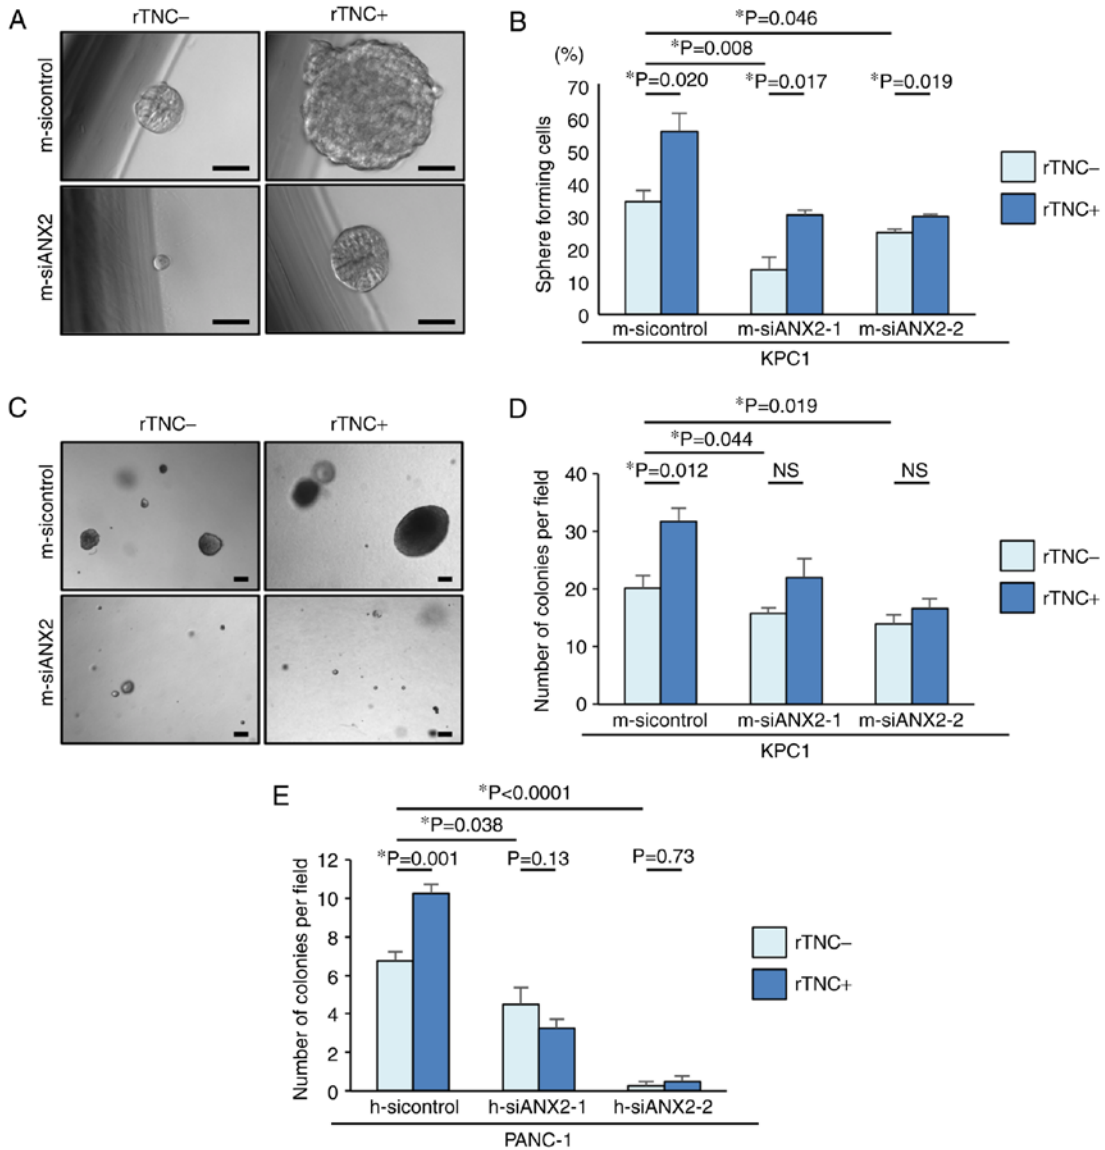 A
rTNC–
rTNC+
m-sicontrol
m-siANX2
B
*P=0.046
*P=0.008
(%)
*P=0.020
*P=0.017
*P=0.019
70
60
50
40
30
20
10
0
Sphere forming cells
m-sicontrol
m-siANX2-1
m-siANX2-2
KPC1
rTNC–
rTNC+
C
rTNC–
rTNC+
m-sicontrol
m-siANX2
D
*P=0.019
*P=0.044
*P=0.012
NS
NS
40
30
20
10
0
Number of colonies per field
m-sicontrol
m-siANX2-1
m-siANX2-2
KPC1
rTNC–
rTNC+
E
*P<0.0001
*P=0.038
*P=0.001
P=0.13
P=0.73
12
10
8
6
4
2
0
Number of colonies per field
h-sicontrol
h-siANX2-1
h-siANX2-2
PANC-1
rTNC–
rTNC+